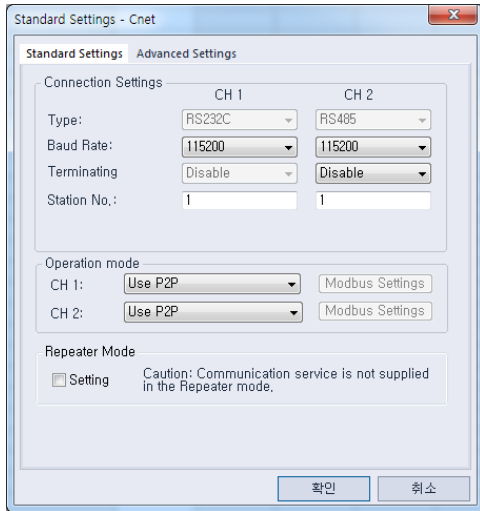 Standard Settings - Cnet
Standard Settings Advanced Settings
Connection Settings
CH 1 CH 2
Type: RS232C RS485
Baud Rate: 115200 115200
Terminating Disable Disable
Station No.: 1 1
Operation mode
CH 1: Use P2P Modbus Settings
CH 2: Use P2P Modbus Settings
Repeater Mode
Setting Caution: Communication service is not supplied
in the Repeater mode.
확인 취소